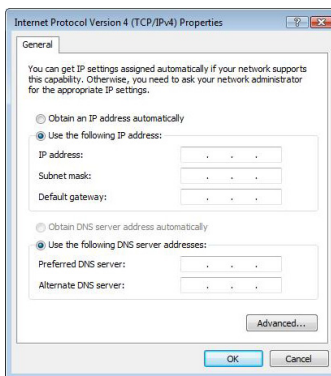 Internet Protocol Version 4 (TCP/IPv4) Properties
General
You can get IP settings assigned automatically if your network supports
this capability. Otherwise, you need to ask your network administrator
for the appropriate IP settings.
Obtain an IP address automatically
Use the following IP address:
IP address: . . .
Subnet mask: . . .
Default gateway: . . .
Obtain DNS server address automatically
Use the following DNS server addresses:
Preferred DNS server: . . .
Alternate DNS server: . . .
Advanced...
OK Cancel